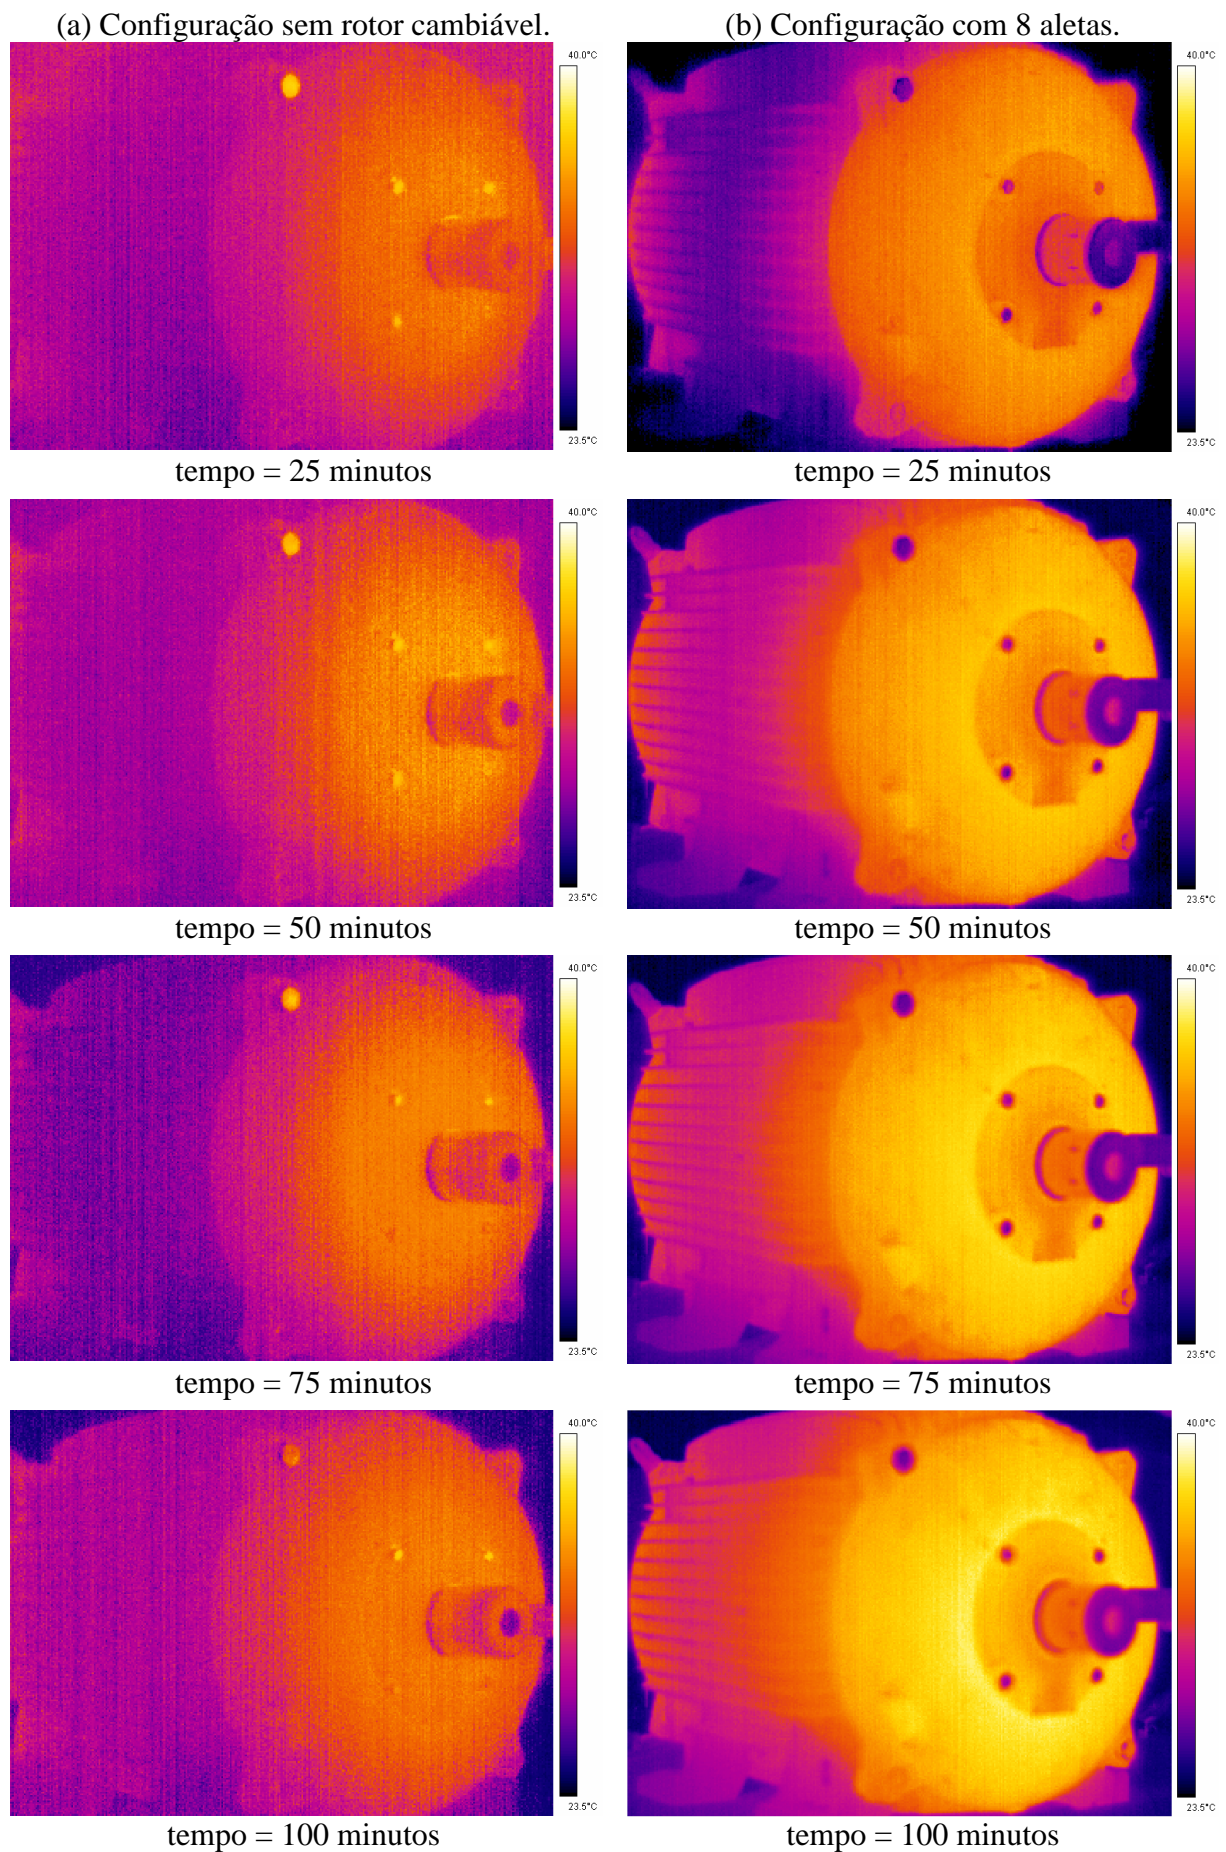 (a) Configuração sem rotor cambiável.
(b) Configuração com 8 aletas.
40.0°C
40.0°C
23.5°C
23.5°C
tempo = 25 minutos
tempo = 25 minutos
40.0°C
40.0°C
23.5°C
23.5°C
tempo = 50 minutos
tempo = 50 minutos
40.0°C
40.0°C
23.5°C
23.5°C
tempo = 75 minutos
tempo = 75 minutos
40.0°C
40.0°C
23.5°C
23.5°C
tempo = 100 minutos
tempo = 100 minutos